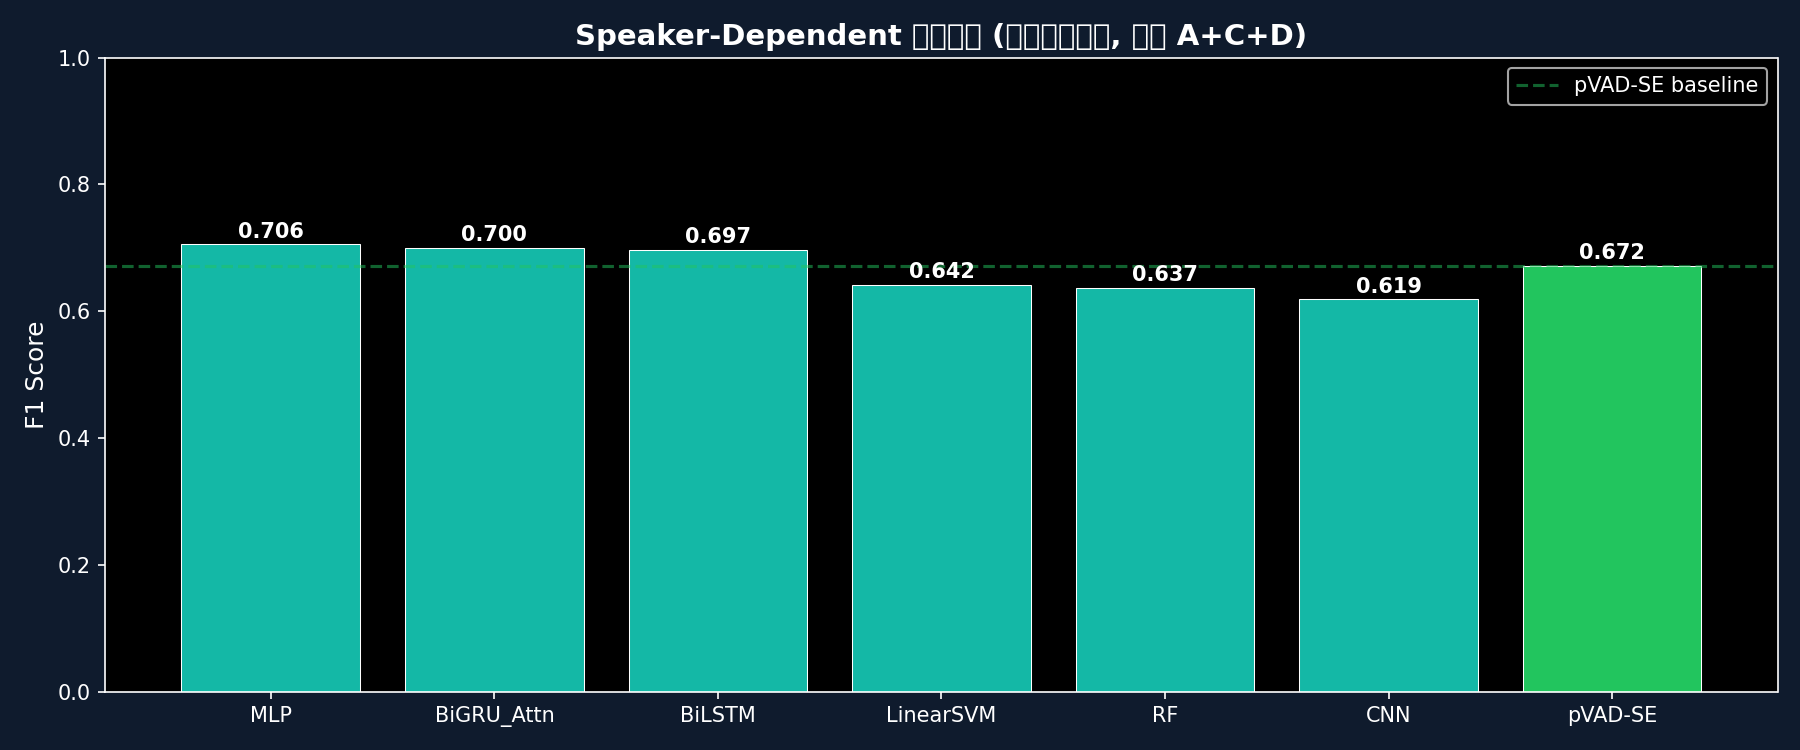 Speaker-Dependent (, A+C+D)
pVAD-SE baseline
1.0
0.8
0.6
0.4
0.2
0.0
F1 Score
0.706
0.700
0.697
0.642
0.637
0.619
0.672
MLP
BiGRU_Attn
BiLSTM
LinearSVM
RF
CNN
pVAD-SE